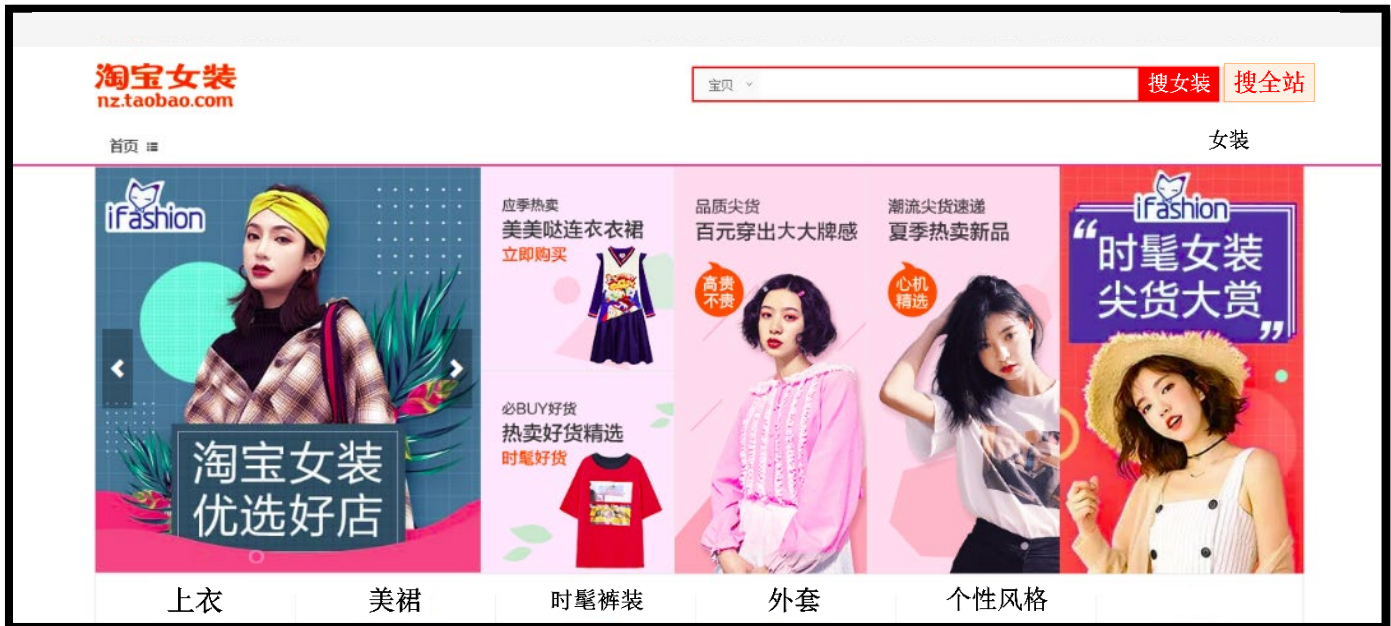 淘宝女装
nz.taobao.com
宝贝
搜女装
搜全站
首页
女装
iFashion
淘宝女装
优选好店
应季热卖
美美哒连衣衣裙
立即购买
必BUY好货
热卖好货精选
时髦好货
品质尖货
百元穿出大大牌感
高贵
不贵
潮流尖货速递
夏季热卖新品
心机
精选
iFashion
“时髦女装
尖货大赏”
上衣
美裙
时髦裤装
外套
个性风格